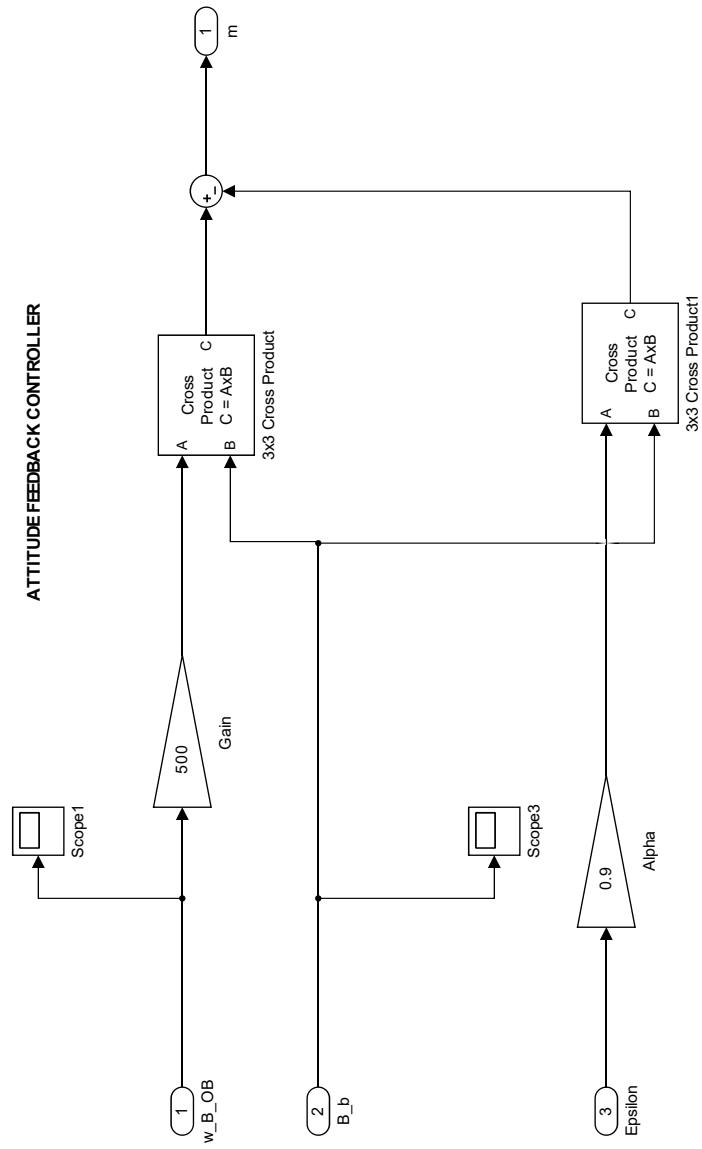 ATTITUDE FEEDBACK CONTROLLER
Scope1
1
w_B_OB
500
Gain
A
B
Cross
Product
C = AxB
C
3x3 Cross Product
+
-
1
m
2
B_b
Scope3
3
Epsilon
0.9
Alpha
A
B
Cross
Product
C = AxB
C
3x3 Cross Product1